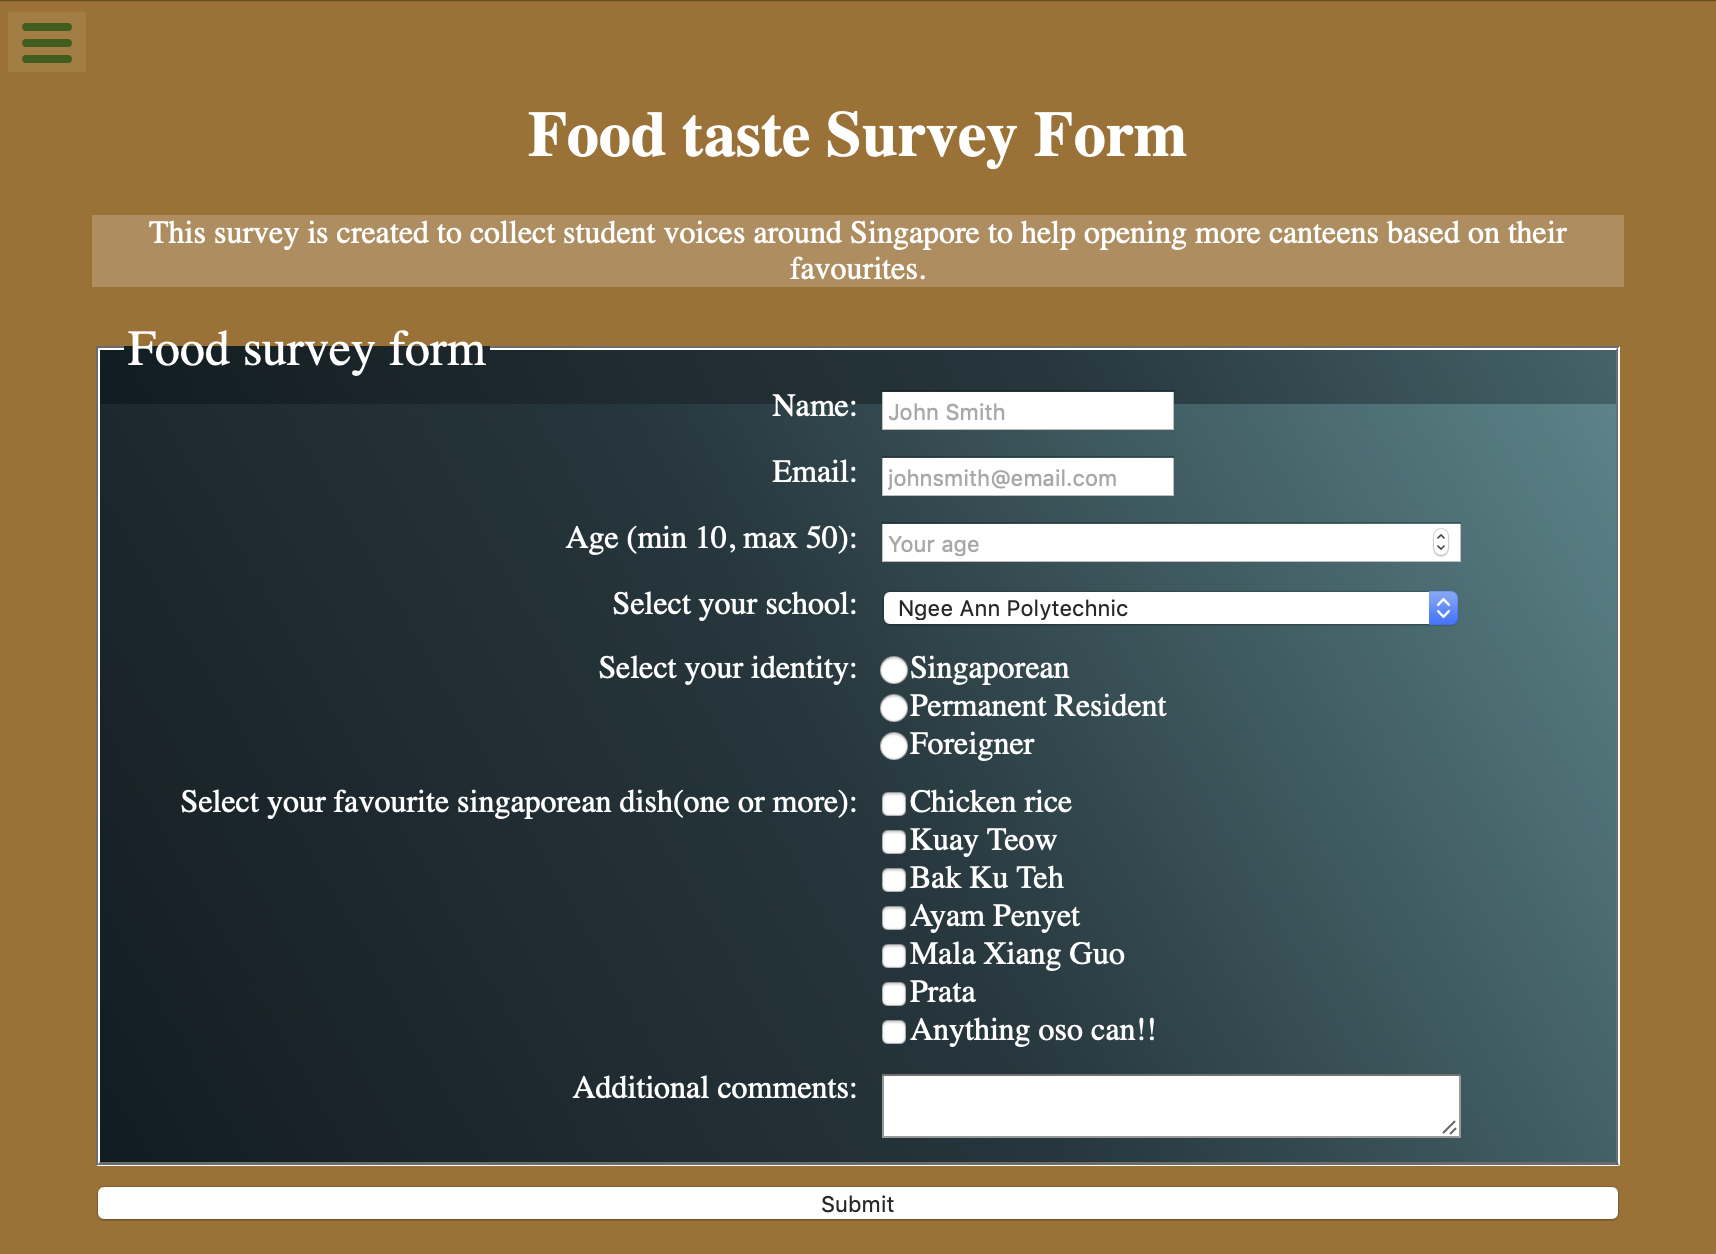 Food taste Survey Form
This survey is created to collect student voices around Singapore to help opening more canteens based on their
favourites.
Food survey form
Name: John Smith
Email: johnsmith@email.com
Age (min 10, max 50): Your age
Select your school: Ngee Ann Polytechnic
Select your identity: Singaporean
Permanent Resident
Foreigner
Select your favourite singaporean dish(one or more): Chicken rice
Kuay Teow
Bak Ku Teh
Ayam Penyet
Mala Xiang Guo
Prata
Anything oso can!!
Additional comments:
Submit